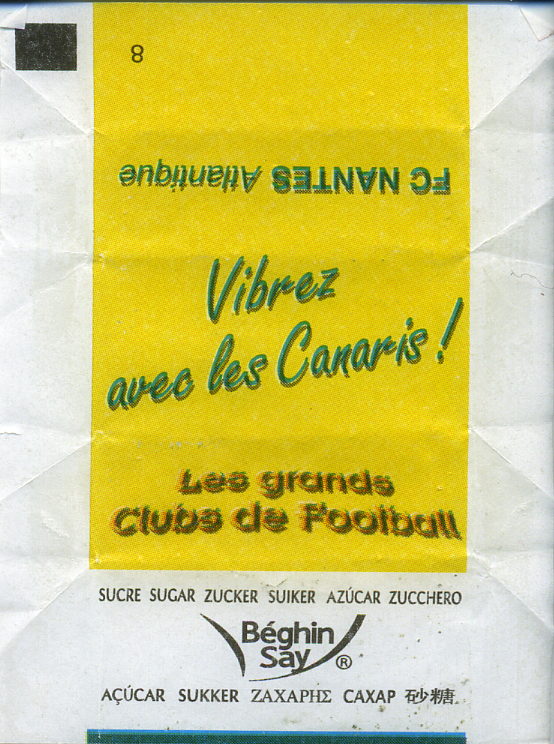 8
FC NANTES Atlantique
Vibrez
avec les Canaris !
Les grands
Clubs de Football
SUCRE SUGAR ZUCKER SUIKER AZÚCAR ZUCCHERO
Béghin
Say ®
AÇÚCAR SUKKER ΖΑΧΑΡΗΣ САХАР 砂糖